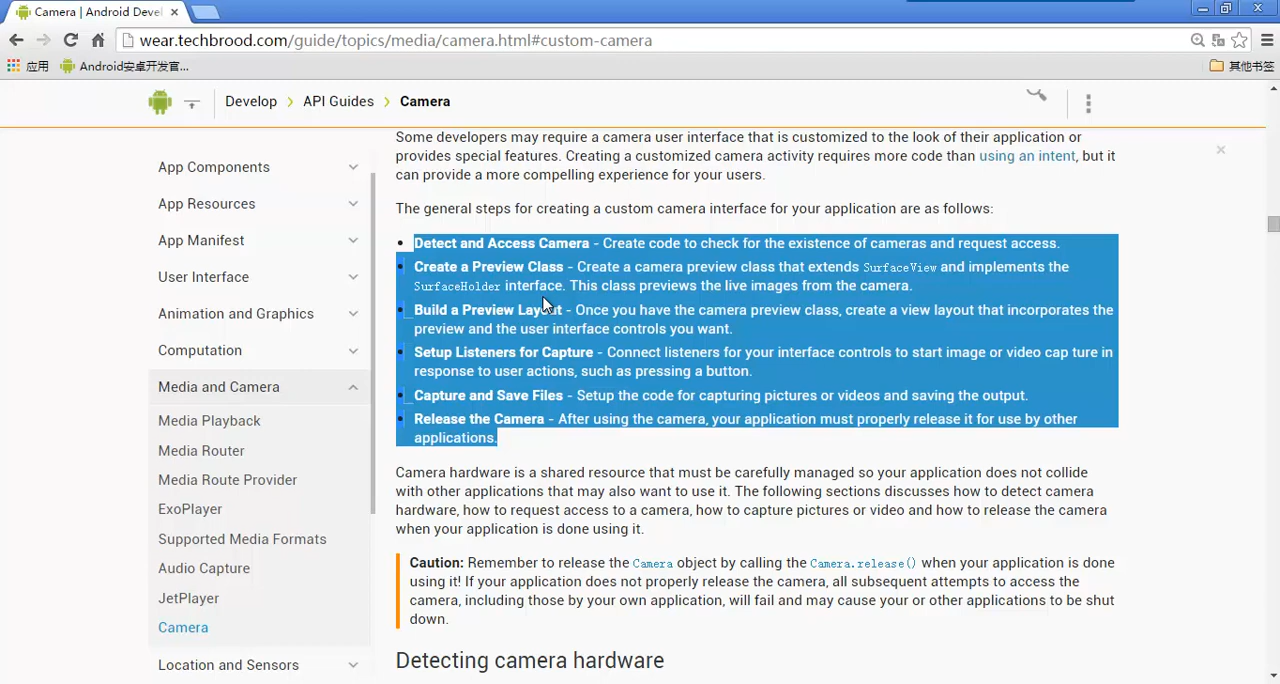 Camera | Android Devel
wear.techbrood.com/guide/topics/media/camera.html#custom-camera
应用 Android安卓开发官... 其他书签
Develop API Guides Camera
Some developers may require a camera user interface that is customized to the look of their application or
provides special features. Creating a customized camera activity requires more code than using an intent, but it
can provide a more compelling experience for your users.
The general steps for creating a custom camera interface for your application are as follows:
Detect and Access Camera - Create code to check for the existence of cameras and request access.
Create a Preview Class - Create a camera preview class that extends SurfaceView and implements the
SurfaceHolder interface. This class previews the live images from the camera.
Build a Preview Layout - Once you have the camera preview class, create a view layout that incorporates the
preview and the user interface controls you want.
Setup Listeners for Capture - Connect listeners for your interface controls to start image or video cap ture in
response to user actions, such as pressing a button.
Capture and Save Files - Setup the code for capturing pictures or videos and saving the output.
Release the Camera - After using the camera, your application must properly release it for use by other
applications.
Camera hardware is a shared resource that must be carefully managed so your application does not collide
with other applications that may also want to use it. The following sections discusses how to detect camera
hardware, how to request access to a camera, how to capture pictures or video and how to release the camera
when your application is done using it.
Caution: Remember to release the Camera object by calling the Camera.release() when your application is done
using it! If your application does not properly release the camera, all subsequent attempts to access the
camera, including those by your own application, will fail and may cause your or other applications to be shut
down.
Detecting camera hardware
App Components
App Resources
App Manifest
User Interface
Animation and Graphics
Computation
Media and Camera
Media Playback
Media Router
Media Route Provider
ExoPlayer
Supported Media Formats
Audio Capture
JetPlayer
Camera
Location and Sensors